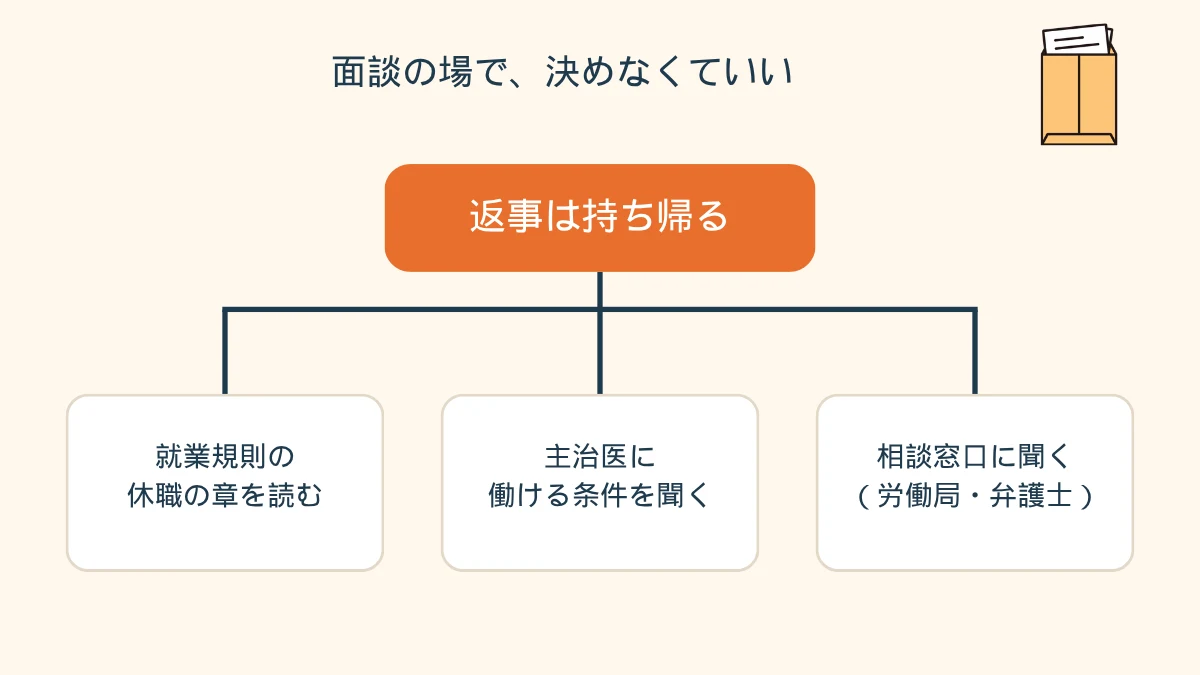 面談の場で、決めなくていい
返事は持ち帰る
就業規則の
休職の章を読む
主治医に
働ける条件を聞く
相談窓口に聞く
（労働局・弁護士）